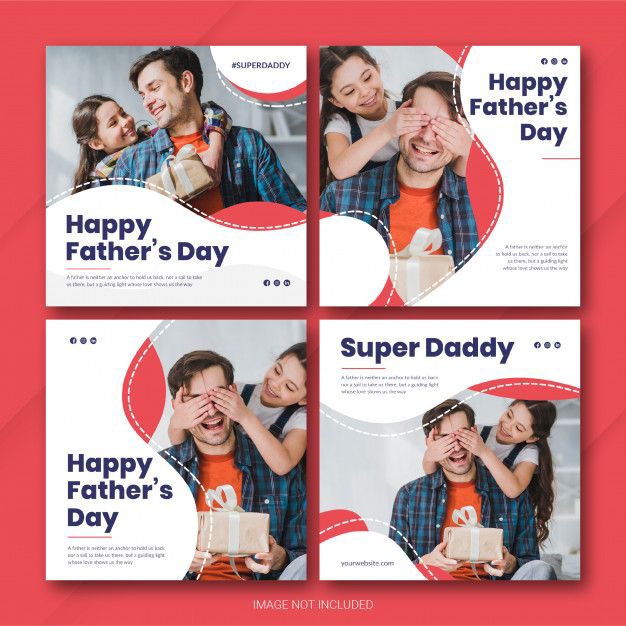 #SUPERDADDY
Happy
Father's Day
A father is neither an anchor to hold us back, nor a sail to take us
there, but a guiding light whose love shows us the way
Happy
Father's
Day
A father is neither an anchor to hold us back,
nor a sail to take us there, but a guiding light
whose love shows us the way.
Happy
Father's
Day
A father is neither an anchor to hold us back,
nor a sail to take us there, but a guiding light
whose love shows us the way.
Super Daddy
A father is neither an anchor to hold us back, nor a
sail to take us there, but a guiding light whose
love shows us the way
yourwebsite.com
IMAGE NOT INCLUDED